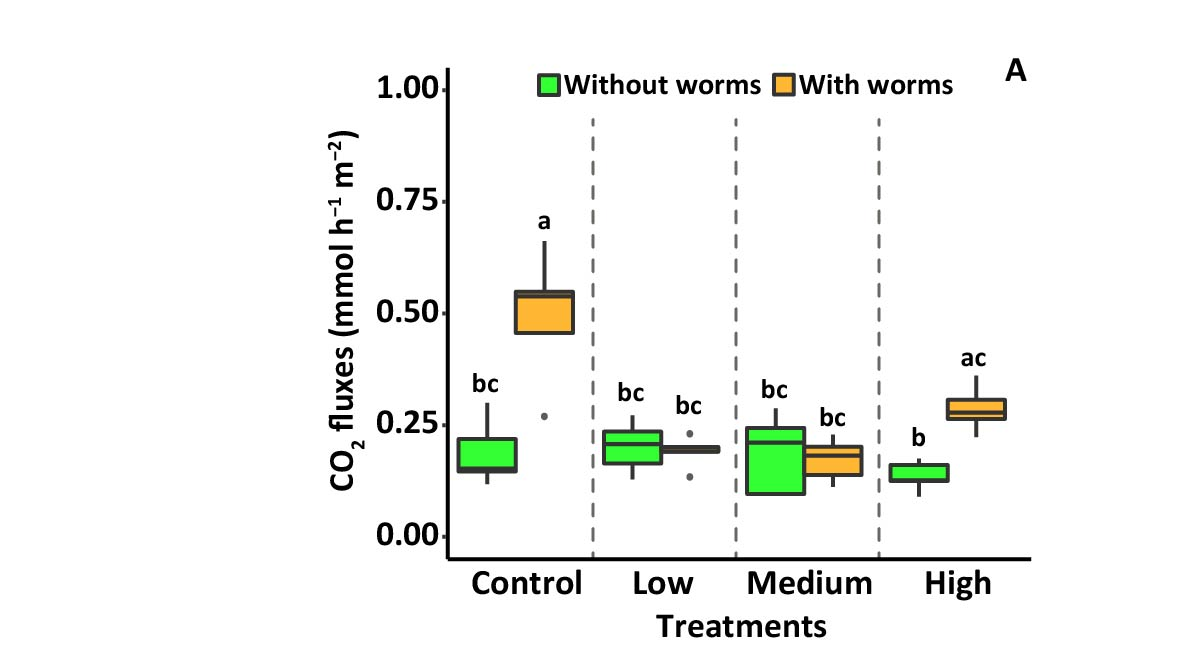 A
Without worms With worms
CO2 fluxes (mmol h−1 m−2)
1.00
0.75
0.50
0.25
0.00
bc
a
bc
bc
bc
bc
b
ac
Control Low Medium High
Treatments